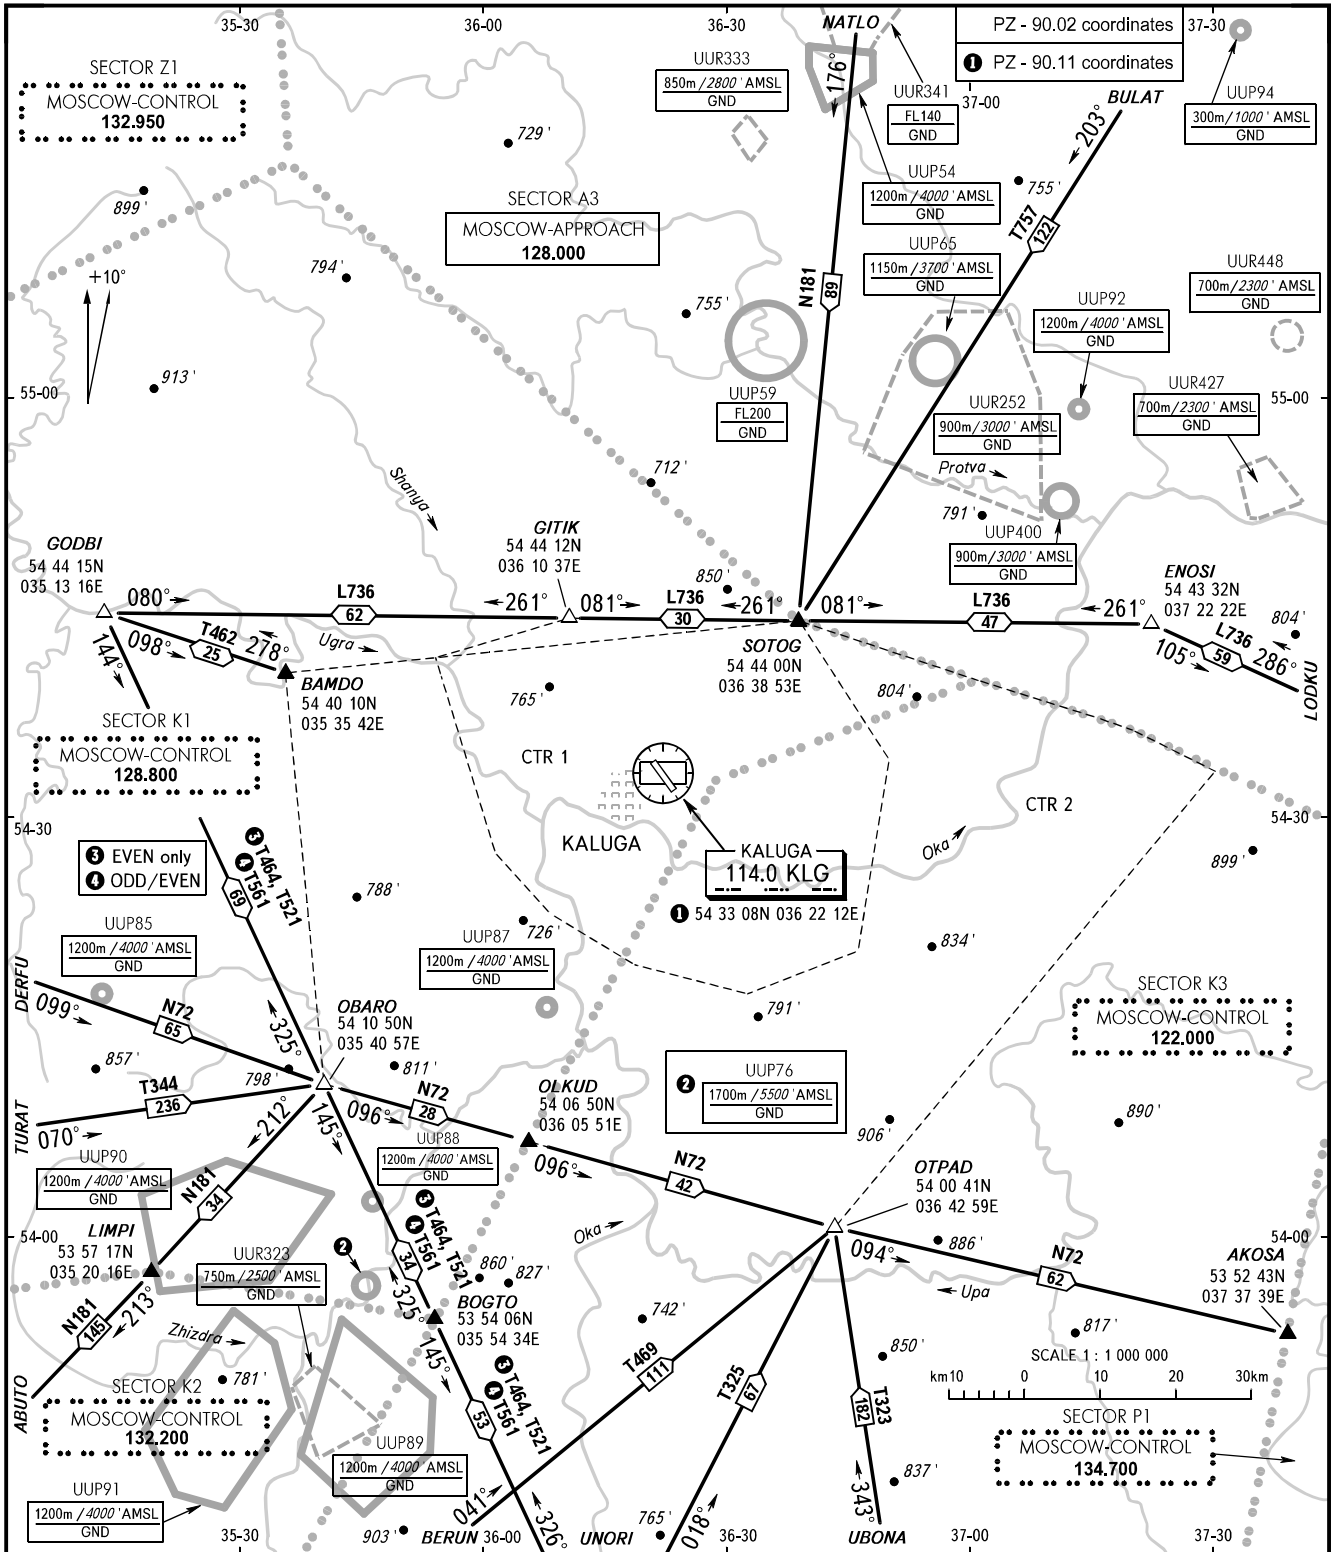 35-30
36-00
36-30
NATLO
PZ - 90.02 coordinates
37-30
1 PZ - 90.11 coordinates
37-00
SECTOR Z1
MOSCOW-CONTROL
132.950
UUR333
850m/2800' AMSL
GND
176°
UUR341
FL140
GND
BULAT
203°
UUP94
300m/1000' AMSL
GND
729'
899'
SECTOR A3
MOSCOW-APPROACH
128.000
UUP54
1200m/4000' AMSL
GND
755'
T757
122
UUP65
1150m/3700' AMSL
GND
+10°
794'
N181
89
755'
UUR448
700m/2300' AMSL
GND
UUP92
1200m/4000' AMSL
GND
913'
55-00
55-00
UUP59
FL200
GND
UUR252
900m/3000' AMSL
GND
UUR427
700m/2300' AMSL
GND
Shanya
712'
Protva
791'
UUP400
900m/3000' AMSL
GND
GODBI
54 44 15N
035 13 16E
GITIK
54 44 12N
036 10 37E
850'
ENOSI
54 43 32N
037 22 22E
080°
L736
62
261°
081°
L736
30
261°
081°
L736
47
261°
804'
144°
098°
T462
25
278°
Ugra
SOTOG
54 44 00N
036 38 53E
105°
L736
59
286°
LODKU
BAMDO
54 40 10N
035 35 42E
765'
804'
SECTOR K1
MOSCOW-CONTROL
128.800
CTR 1
CTR 2
54-30
54-30
3 EVEN only
4 ODD/EVEN
3 T464, T521
4 T561
69
KALUGA
KALUGA
114.0 KLG
1 54 33 08N 036 22 12E
Oka
899'
788'
726'
834'
UUP85
1200m/4000' AMSL
GND
UUP87
1200m/4000' AMSL
GND
DERFU
099°
N72
65
325°
OBARO
54 10 50N
035 40 57E
791'
SECTOR K3
MOSCOW-CONTROL
122.000
857'
798'
811'
TURAT
070°
T344
236
212°
145°
096°
N72
28
OLKUD
54 06 50N
036 05 51E
2 UUP76
1700m/5500' AMSL
GND
906'
890'
UUP90
1200m/4000' AMSL
GND
UUP88
1200m/4000' AMSL
GND
096°
N72
42
OTPAD
54 00 41N
036 42 59E
N181
34
LIMPI
53 57 17N
035 20 16E
54-00
54-00
3 T464, T521
4 T561
34
325°
Oka
094°
886'
N72
62
AKOSA
53 52 43N
037 37 39E
UUR323
750m/2500' AMSL
GND
2
860'
827'
BOGTO
53 54 06N
035 54 34E
Upa
N181
145
213°
Zhizdra
742'
817'
ABUTO
145°
T469
111
T325
67
850'
T323
182
SCALE 1 : 1 000 000
km10 0 10 20 30km
SECTOR K2
MOSCOW-CONTROL
132.200
781'
3 T464, T521
4 T561
53
SECTOR P1
MOSCOW-CONTROL
134.700
UUP89
1200m/4000' AMSL
GND
837'
UUP91
1200m/4000' AMSL
GND
041°
326°
018°
343°
35-30
903'
BERUN
36-00
UNORI
765'
36-30
UBONA
37-00
37-30